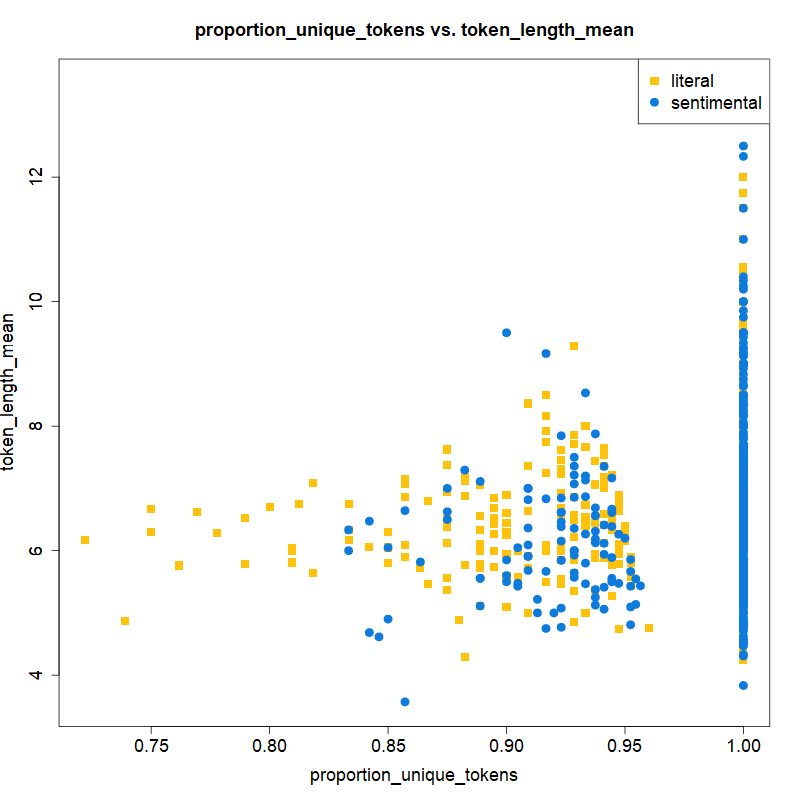 proportion_unique_tokens vs. token_length_mean
literal
sentimental
token_length_mean
12
10
8
6
4
0.75 0.80 0.85 0.90 0.95 1.00
proportion_unique_tokens